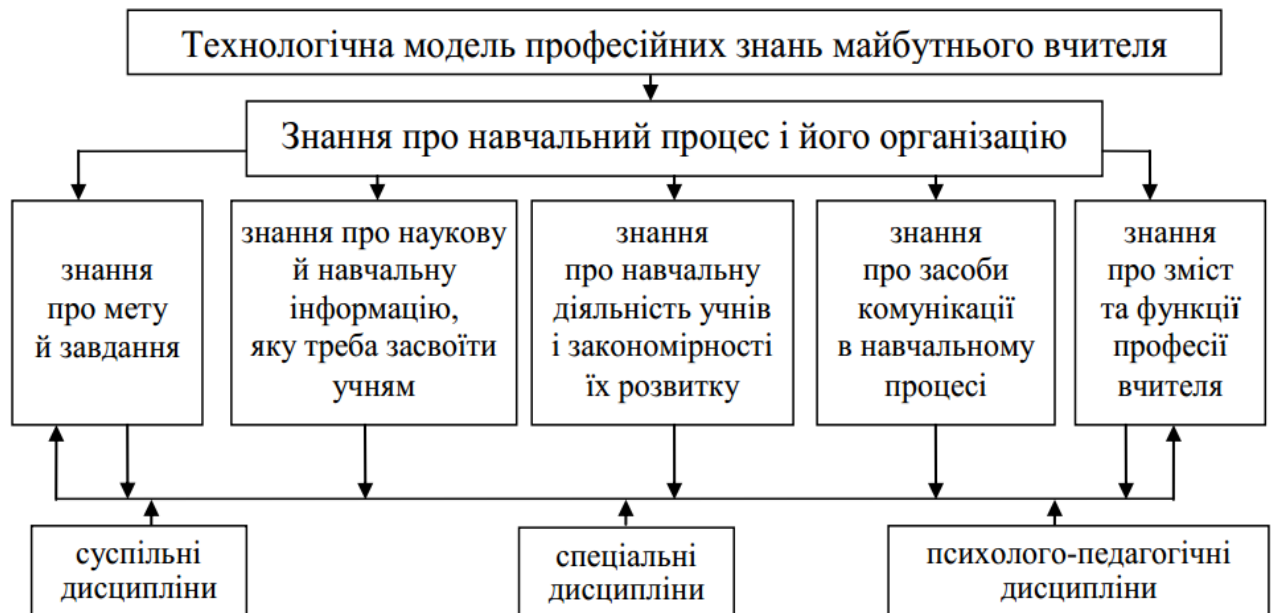 Технологічна модель професійних знань майбутнього вчителя
Знання про навчальний процес і його організацію
знання
про мету
й завдання
знання про наукову
й навчальну
інформацію,
яку треба засвоїти
учням
знання
про навчальну
діяльність учнів
і закономірності
їх розвитку
знання
про засоби
комунікації
в навчальному
процесі
знання
про зміст
та функції
професії
вчителя
суспільні
дисципліни
спеціальні
дисципліни
психолого-педагогічні
дисципліни